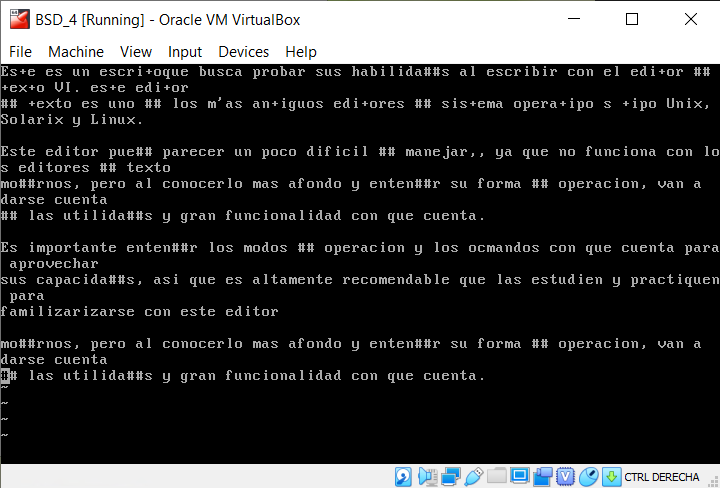 BSD_4 [Running] - Oracle VM VirtualBox
File Machine View Input Devices Help
Es+e es un escri+oque busca probar sus habilida##s al escribir con el edi+or ##
+ex+o VI. es+e edi+or
## +exto es uno ## los m'as an+iguos edi+ores ## sis+ema opera+ipo s +ipo Unix,
Solarix y Linux.
Este editor pue## parecer un poco dificil ## manejar,, ya que no funciona con lo
s editores ## texto
mo##rnos, pero al conocerlo mas afondo y enten##r su forma ## operacion, van a
darse cuenta
## las utilida##s y gran funcionalidad con que cuenta.
Es importante enten##r los modos ## operacion y los ocmandos con que cuenta para
aprovechar
sus capacida##s, asi que es altamente recomendable que las estudien y practiquen
para
familizarizarse con este editor
mo##rnos, pero al conocerlo mas afondo y enten##r su forma ## operacion, van a
darse cuenta
## las utilida##s y gran funcionalidad con que cuenta.
~
~
~
~
CTRL DERECHA